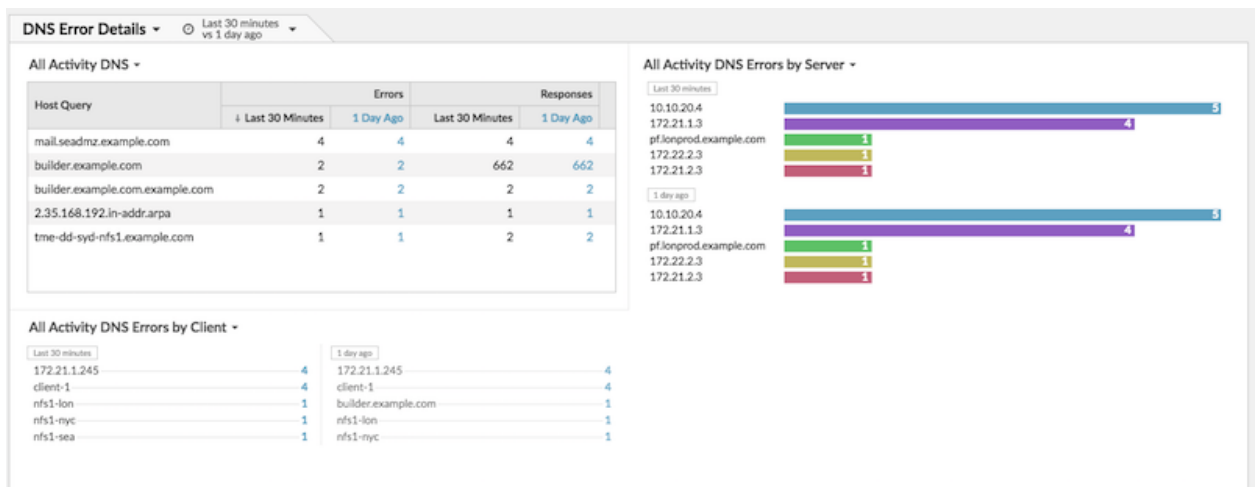 DNS Error Details
Last 30 minutes
vs 1 day ago
All Activity DNS
Host Query
Errors
Responses
↓ Last 30 Minutes 1 Day Ago Last 30 Minutes 1 Day Ago
mail.seadmz.example.com 4 4 4 4
builder.example.com 2 2 662 662
builder.example.com.example.com 2 2 2 2
2.35.168.192.in-addr.arpa 1 1 1 1
tme-dd-syd-nfs1.example.com 1 1 2 2
All Activity DNS Errors by Server
Last 30 minutes
10.10.20.4 5
172.21.1.3 4
pf.lonprod.example.com 1
172.22.2.3 1
172.21.2.3 1
1 day ago
10.10.20.4 5
172.21.1.3 4
pf.lonprod.example.com 1
172.22.2.3 1
172.21.2.3 1
All Activity DNS Errors by Client
Last 30 minutes
172.21.1.245 4
client-1 4
nfs1-lon 1
nfs1-nyc 1
nfs1-sea 1
1 day ago
172.21.1.245 4
client-1 4
builder.example.com 1
nfs1-lon 1
nfs1-nyc 1